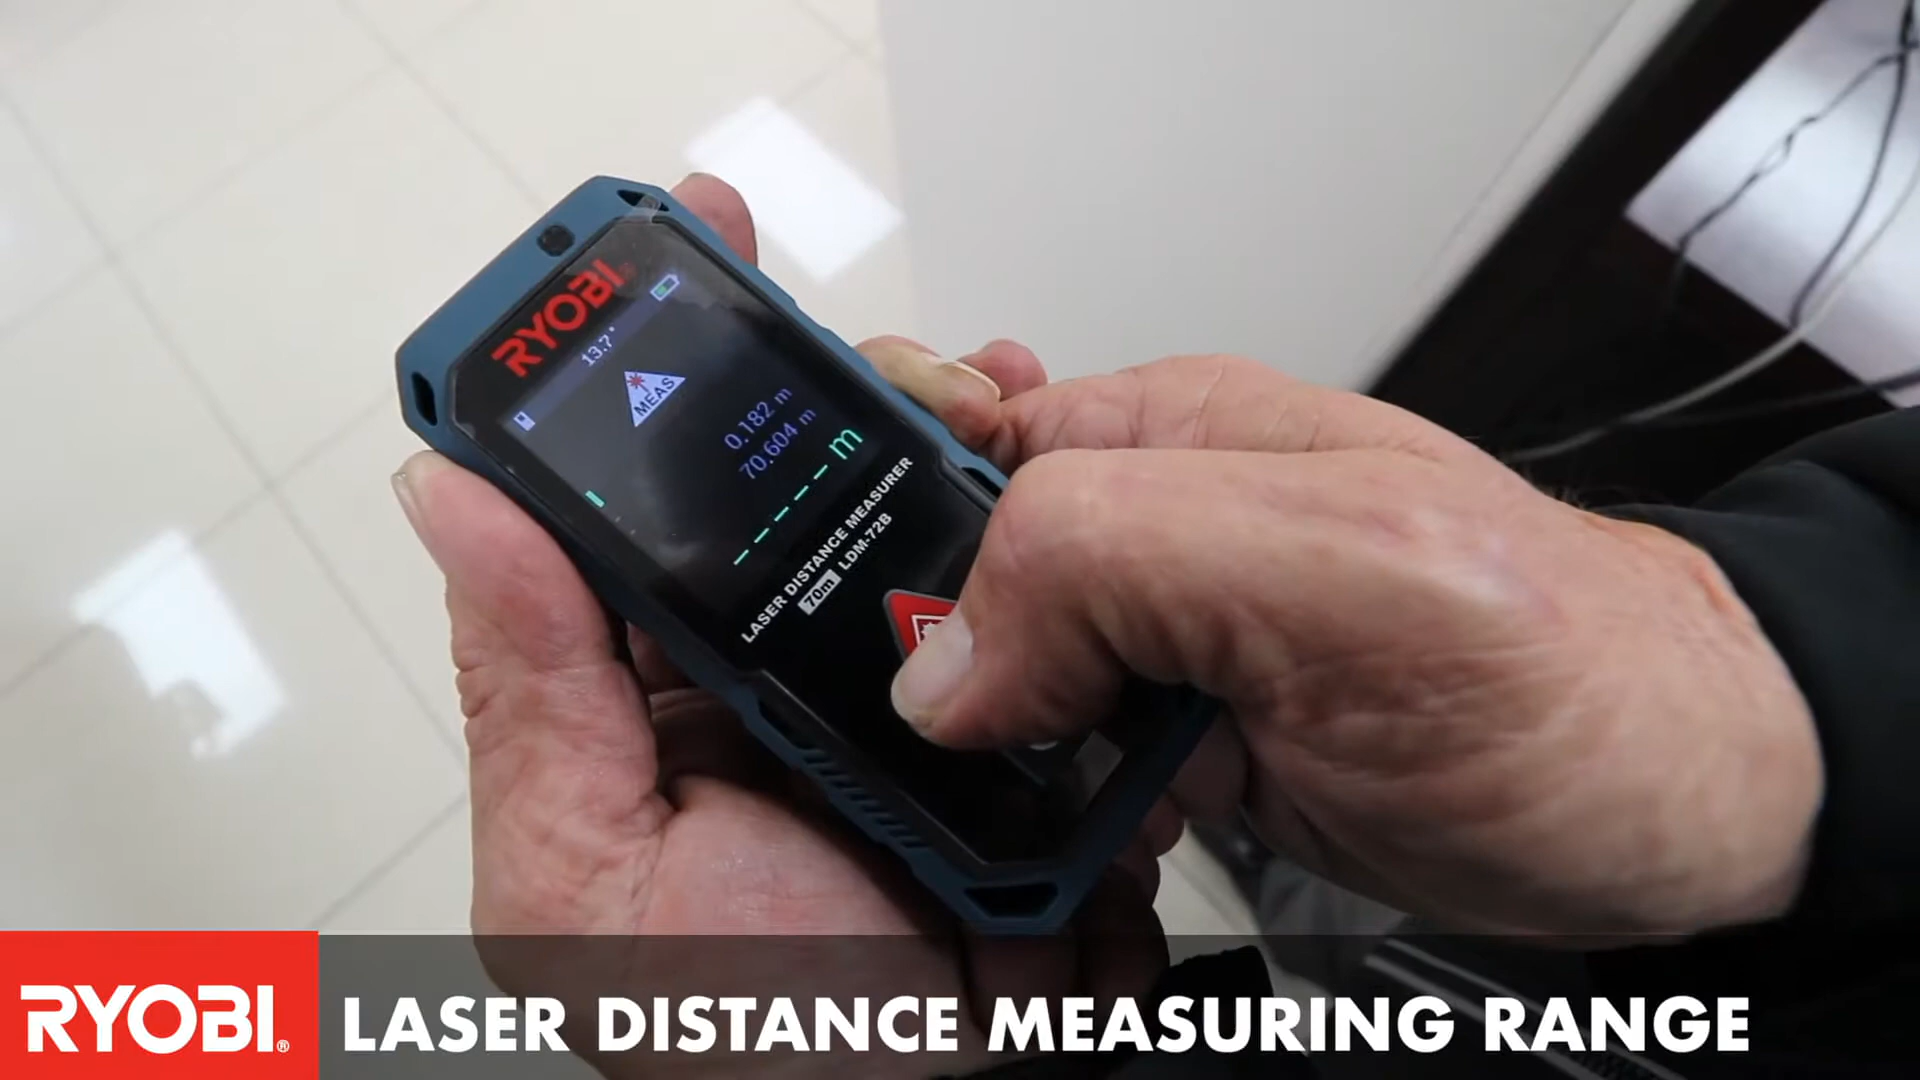 RYOBI®
13.7°
MEAS
0.182 m
70.604 m
-----m
LASER DISTANCE MEASURER
70m LDM-72B
RYOBI®
LASER DISTANCE MEASURING RANGE